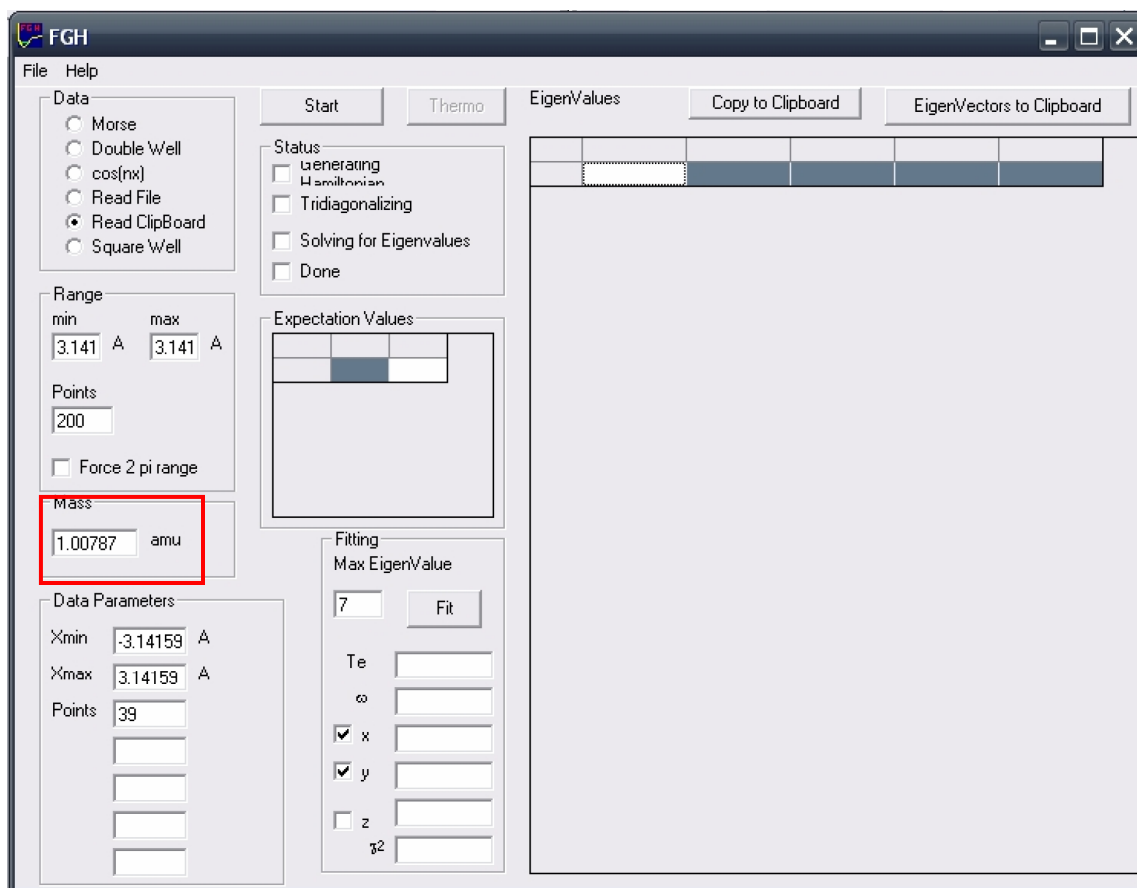 FGH
File Help
Data
Morse
Double Well
cos(nx)
Read File
Read ClipBoard
Square Well
Range
min max
3.141 A 3.141 A
Points
200
Force 2 pi range
Mass
1.00787 amu
Data Parameters
Xmin -3.14159 A
Xmax 3.14159 A
Points 39
Start Thermo
Status
Generating
Hamiltonian
Tridiagonalizing
Solving for Eigenvalues
Done
Expectation Values
Fitting
Max EigenValue
7 Fit
Te
ω
x
y
z
EigenValues Copy to Clipboard EigenVectors to Clipboard